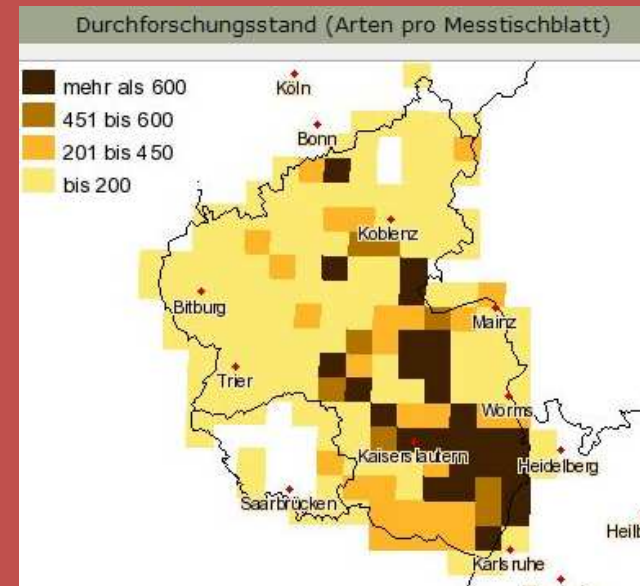 Durchforschungsstand (Arten pro Messtischblatt)
mehr als 600
451 bis 600
201 bis 450
bis 200
Köln
Bonn
Koblenz
Bitburg
Mainz
Trier
Worms
Kaiserslautern
Heidelberg
Saarbrücken
Heilb
Karlsruhe